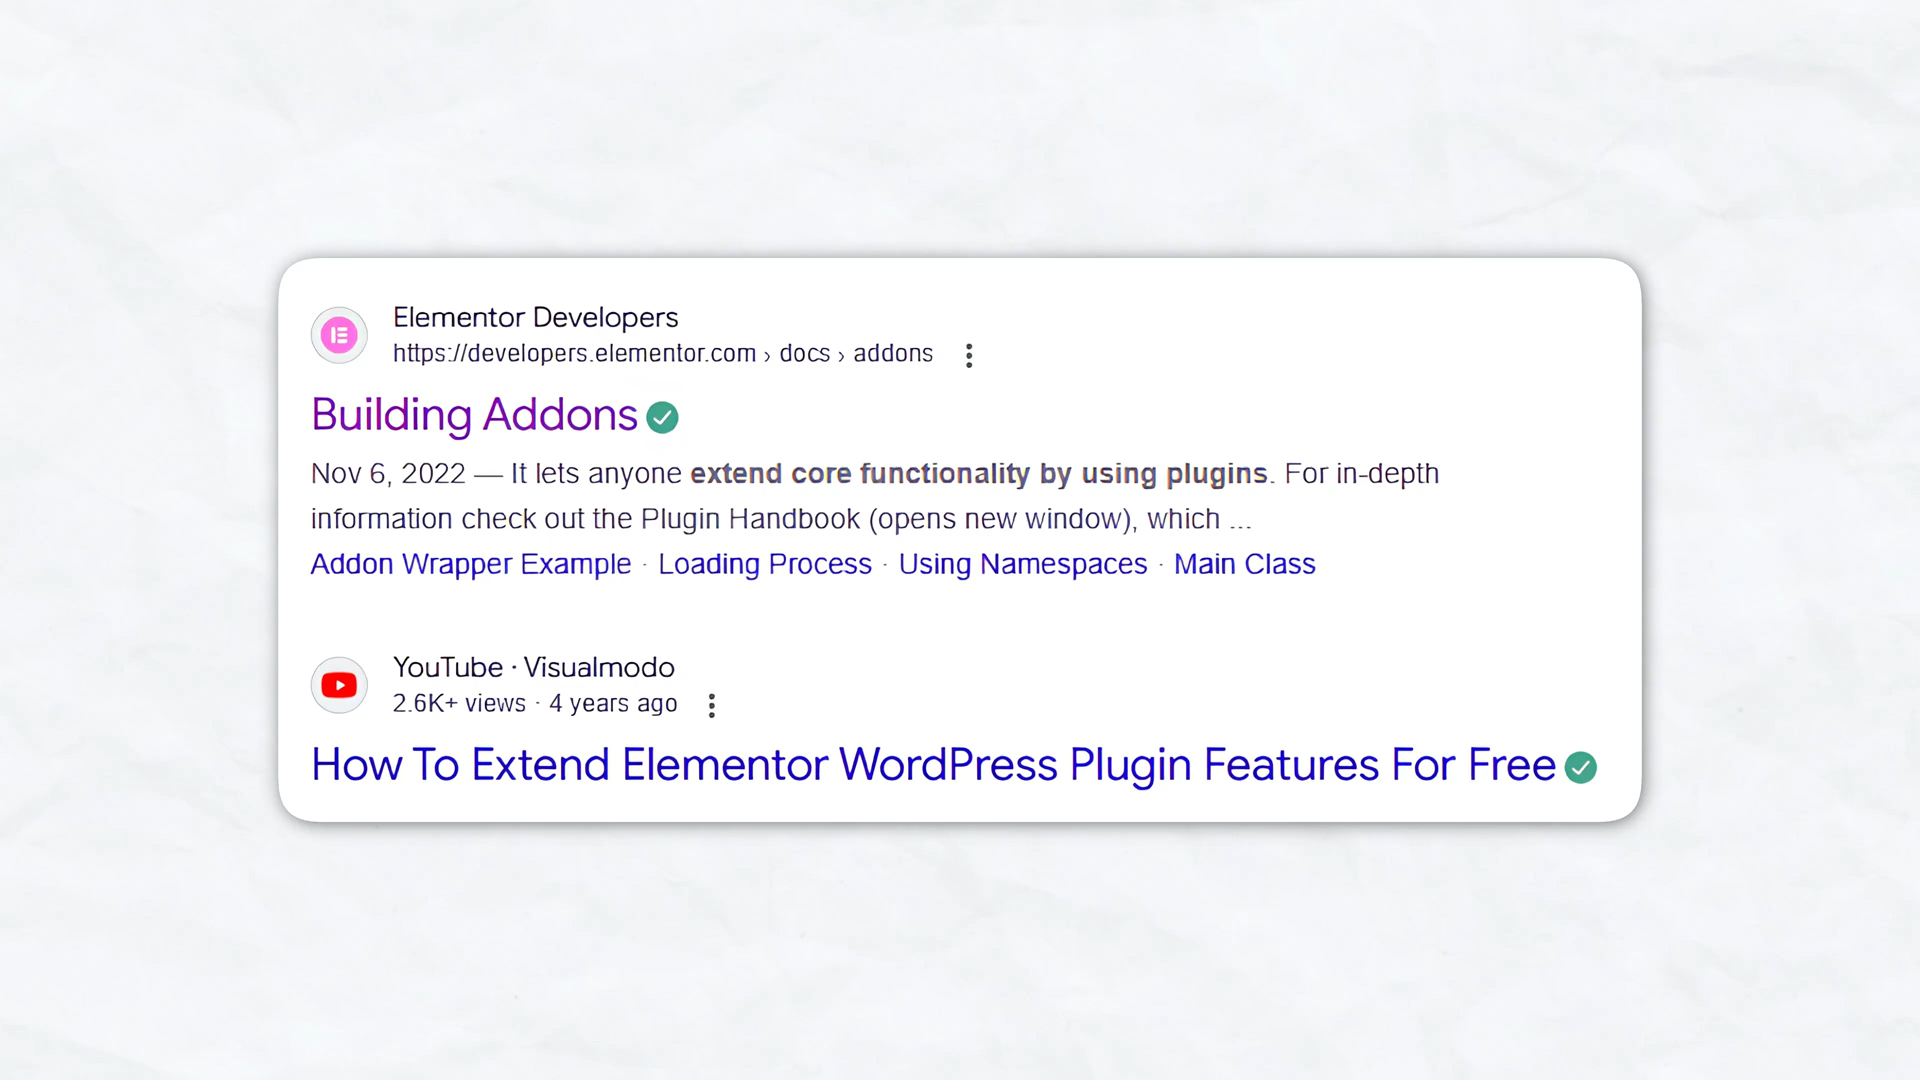 Elementor Developers
https://developers.elementor.com › docs › addons
Building Addons
Nov 6, 2022 — It lets anyone extend core functionality by using plugins. For in-depth
information check out the Plugin Handbook (opens new window), which ...
Addon Wrapper Example · Loading Process · Using Namespaces · Main Class
YouTube · Visualmodo
2.6K+ views · 4 years ago
How To Extend Elementor WordPress Plugin Features For Free